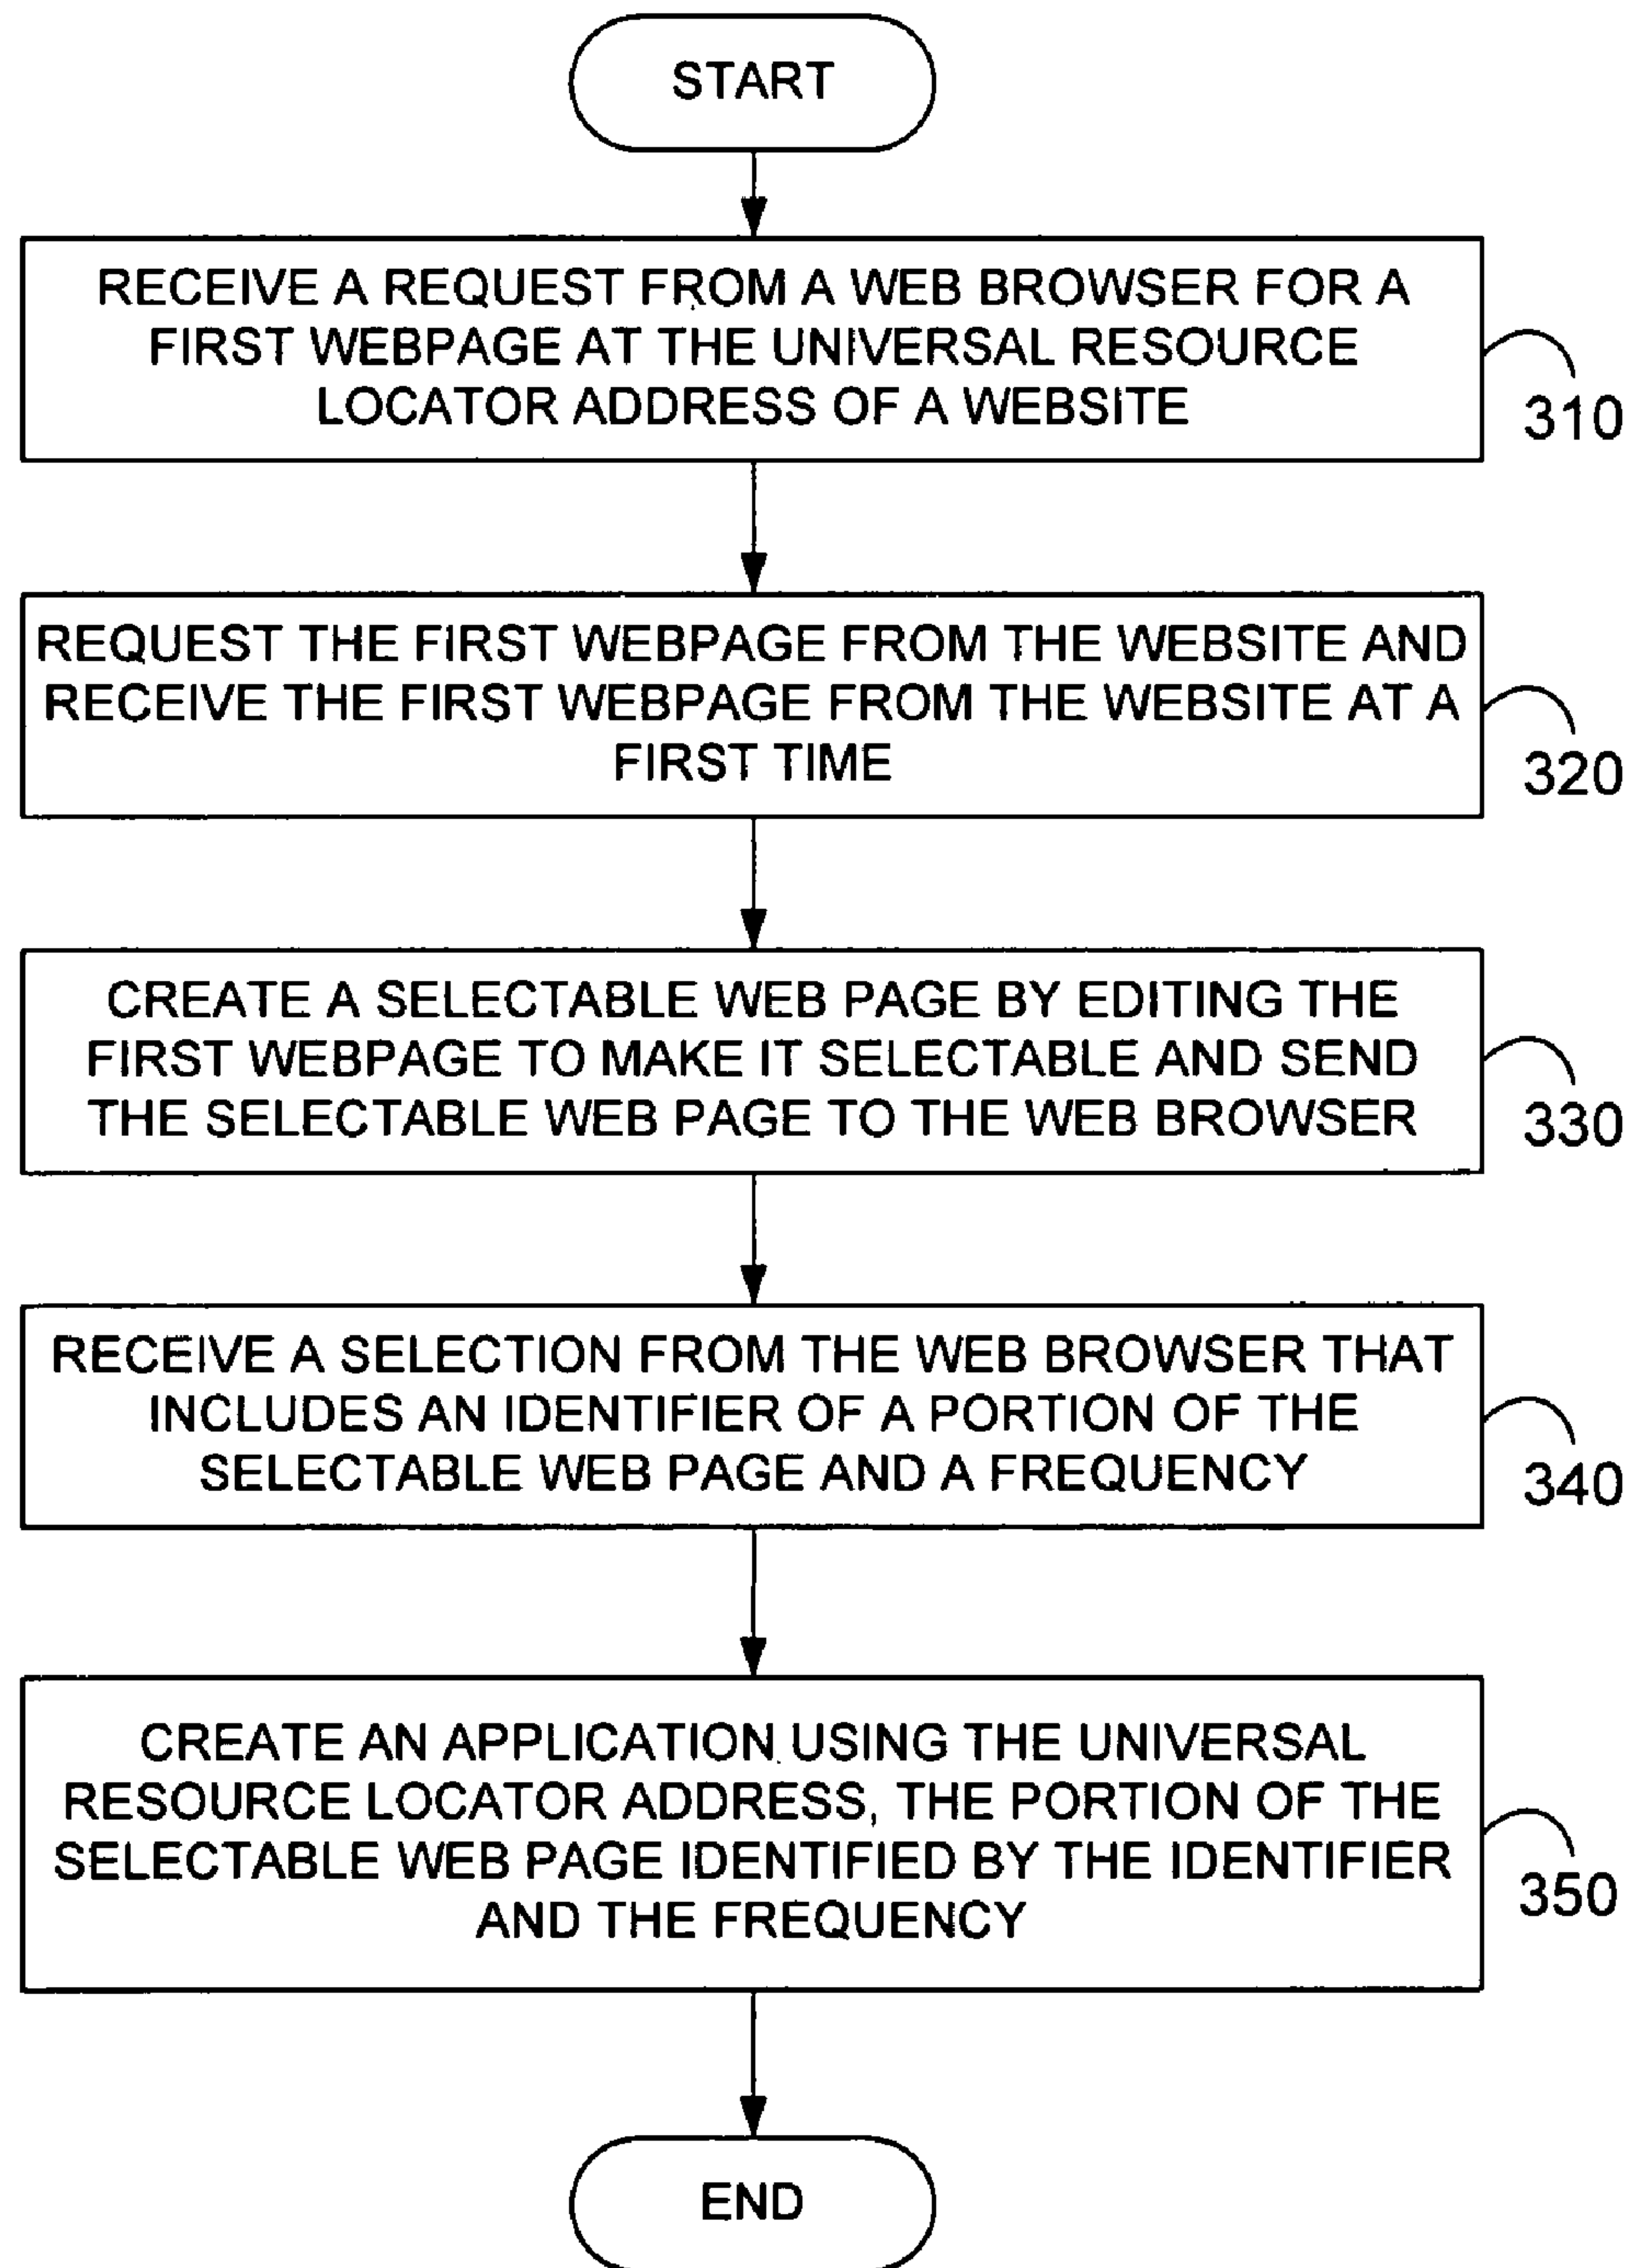 START
RECEIVE A REQUEST FROM A WEB BROWSER FOR A
FIRST WEBPAGE AT THE UNIVERSAL RESOURCE
LOCATOR ADDRESS OF A WEBSITE
310
REQUEST THE FIRST WEBPAGE FROM THE WEBSITE AND
RECEIVE THE FIRST WEBPAGE FROM THE WEBSITE AT A
FIRST TIME
320
CREATE A SELECTABLE WEB PAGE BY EDITING THE
FIRST WEBPAGE TO MAKE IT SELECTABLE AND SEND
THE SELECTABLE WEB PAGE TO THE WEB BROWSER
330
RECEIVE A SELECTION FROM THE WEB BROWSER THAT
INCLUDES AN IDENTIFIER OF A PORTION OF THE
SELECTABLE WEB PAGE AND A FREQUENCY
340
CREATE AN APPLICATION USING THE UNIVERSAL
RESOURCE LOCATOR ADDRESS, THE PORTION OF THE
SELECTABLE WEB PAGE IDENTIFIED BY THE IDENTIFIER
AND THE FREQUENCY
350
END